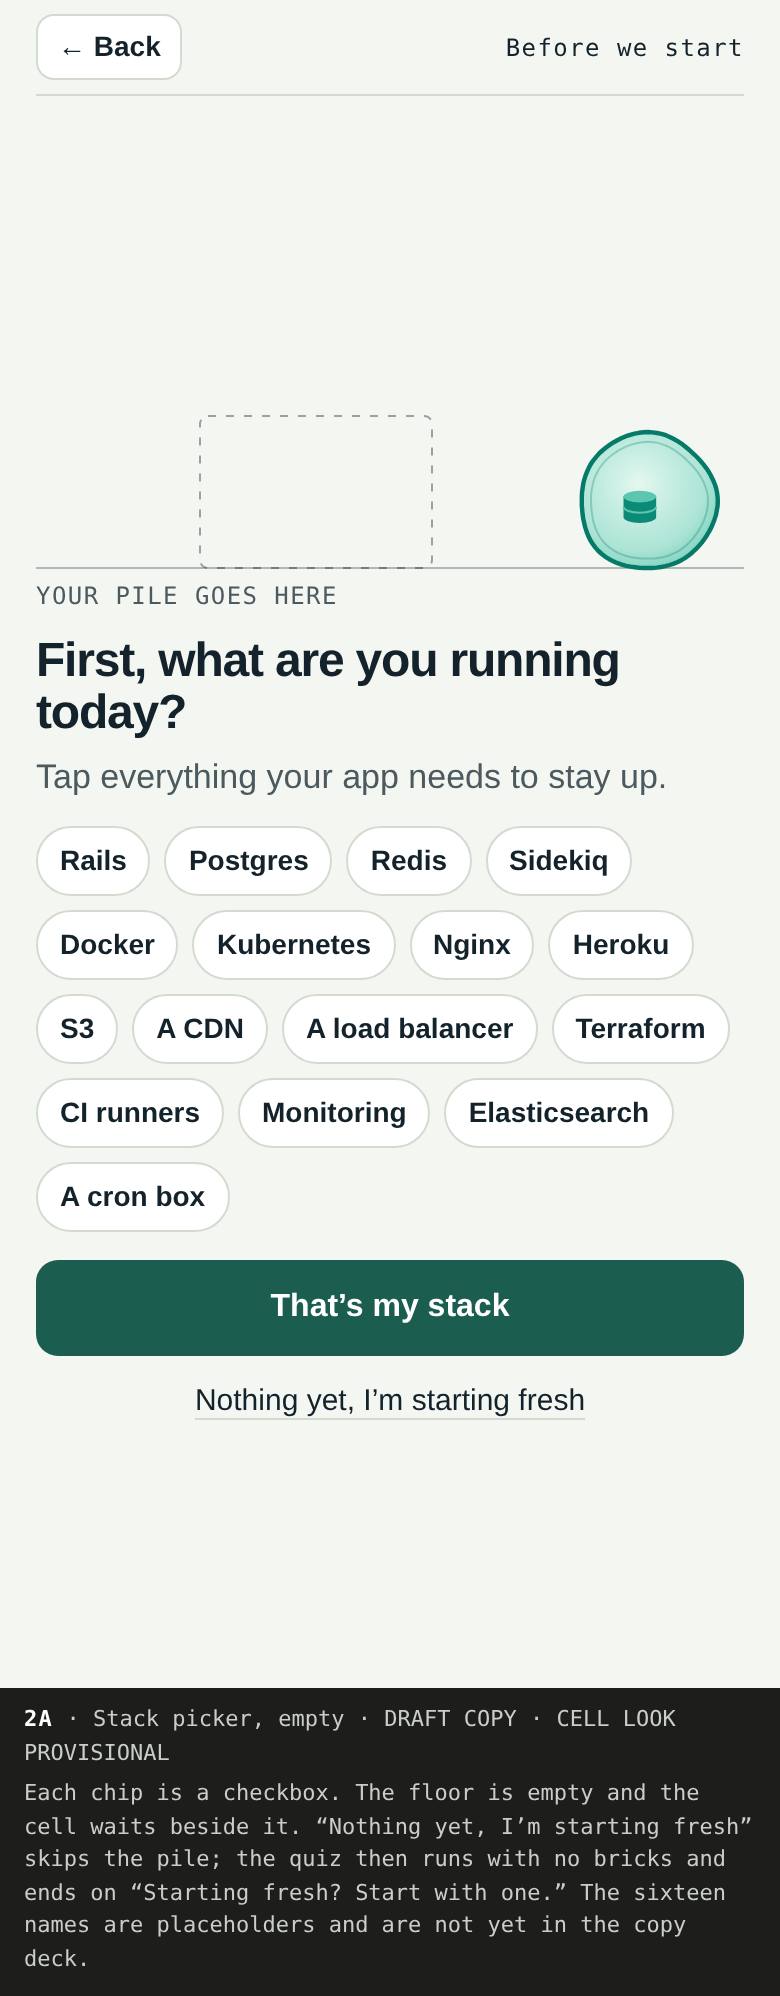 ← Back
Before we start
YOUR PILE GOES HERE
First, what are you running
today?
Tap everything your app needs to stay up.
Rails
Postgres
Redis
Sidekiq
Docker
Kubernetes
Nginx
Heroku
S3
A CDN
A load balancer
Terraform
CI runners
Monitoring
Elasticsearch
A cron box
That’s my stack
Nothing yet, I’m starting fresh
2A · Stack picker, empty · DRAFT COPY · CELL LOOK
PROVISIONAL
Each chip is a checkbox. The floor is empty and the
cell waits beside it. “Nothing yet, I’m starting fresh”
skips the pile; the quiz then runs with no bricks and
ends on “Starting fresh? Start with one.” The sixteen
names are placeholders and are not yet in the copy
deck.